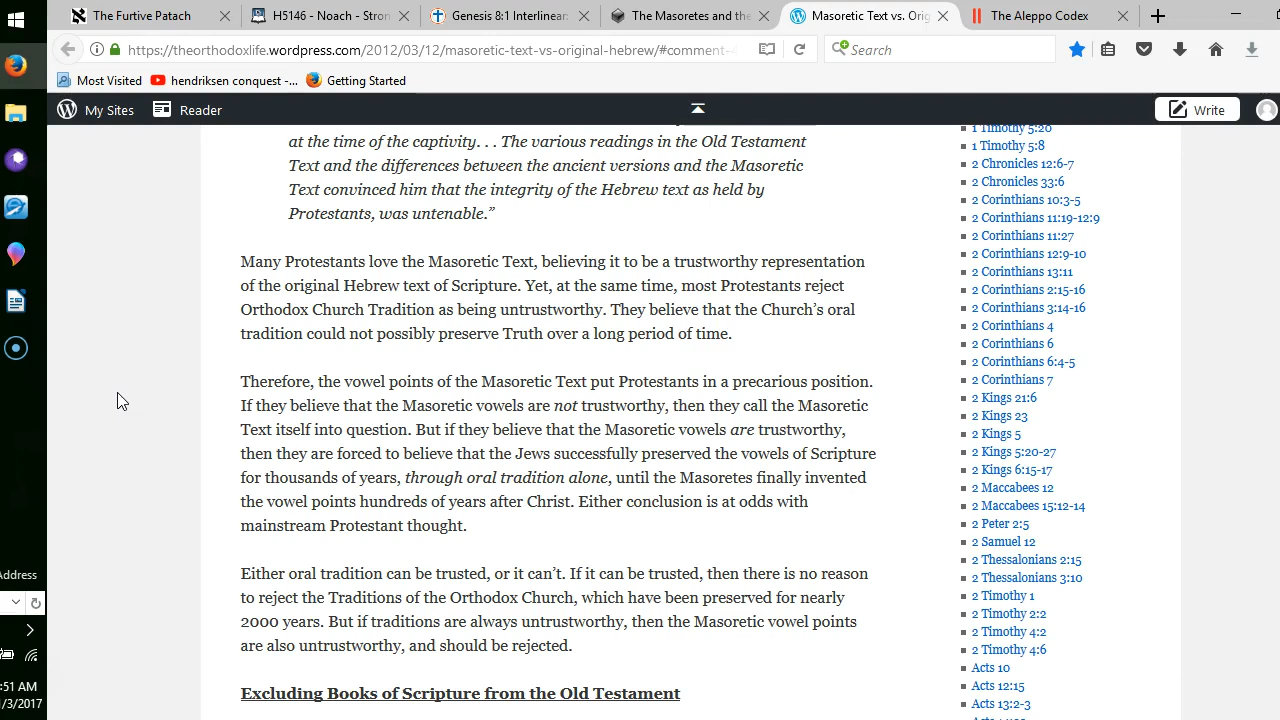 The Furtive Patach
H5146 - Noach - Stron
Genesis 8:1 Interlinear:
The Masoretes and the
Masoretic Text vs. Orig
The Aleppo Codex
https://theorthodoxlife.wordpress.com/2012/03/12/masoretic-text-vs-original-hebrew/#comment-
Search
Most Visited
hendriksen conquest -...
Getting Started
My Sites
Reader
Write
at the time of the captivity. . . The various readings in the Old Testament
Text and the differences between the ancient versions and the Masoretic
Text convinced him that the integrity of the Hebrew text as held by
Protestants, was untenable.”
Many Protestants love the Masoretic Text, believing it to be a trustworthy representation
of the original Hebrew text of Scripture. Yet, at the same time, most Protestants reject
Orthodox Church Tradition as being untrustworthy. They believe that the Church’s oral
tradition could not possibly preserve Truth over a long period of time.
Therefore, the vowel points of the Masoretic Text put Protestants in a precarious position.
If they believe that the Masoretic vowels are not trustworthy, then they call the Masoretic
Text itself into question. But if they believe that the Masoretic vowels are trustworthy,
then they are forced to believe that the Jews successfully preserved the vowels of Scripture
for thousands of years, through oral tradition alone, until the Masoretes finally invented
the vowel points hundreds of years after Christ. Either conclusion is at odds with
mainstream Protestant thought.
Either oral tradition can be trusted, or it can’t. If it can be trusted, then there is no reason
to reject the Traditions of the Orthodox Church, which have been preserved for nearly
2000 years. But if traditions are always untrustworthy, then the Masoretic vowel points
are also untrustworthy, and should be rejected.
Excluding Books of Scripture from the Old Testament
1 Timothy 5:20
1 Timothy 5:8
2 Chronicles 12:6-7
2 Chronicles 33:6
2 Corinthians 10:3-5
2 Corinthians 11:19-12:9
2 Corinthians 11:27
2 Corinthians 12:9-10
2 Corinthians 13:11
2 Corinthians 2:15-16
2 Corinthians 3:14-16
2 Corinthians 4
2 Corinthians 6
2 Corinthians 6:4-5
2 Corinthians 7
2 Kings 21:6
2 Kings 23
2 Kings 5
2 Kings 5:20-27
2 Kings 6:15-17
2 Maccabees 12
2 Maccabees 15:12-14
2 Peter 2:5
2 Samuel 12
2 Thessalonians 2:15
2 Thessalonians 3:10
2 Timothy 1
2 Timothy 2:2
2 Timothy 4:2
2 Timothy 4:6
Acts 10
Acts 12:15
Acts 13:2-3
Address
:51 AM
1/3/2017